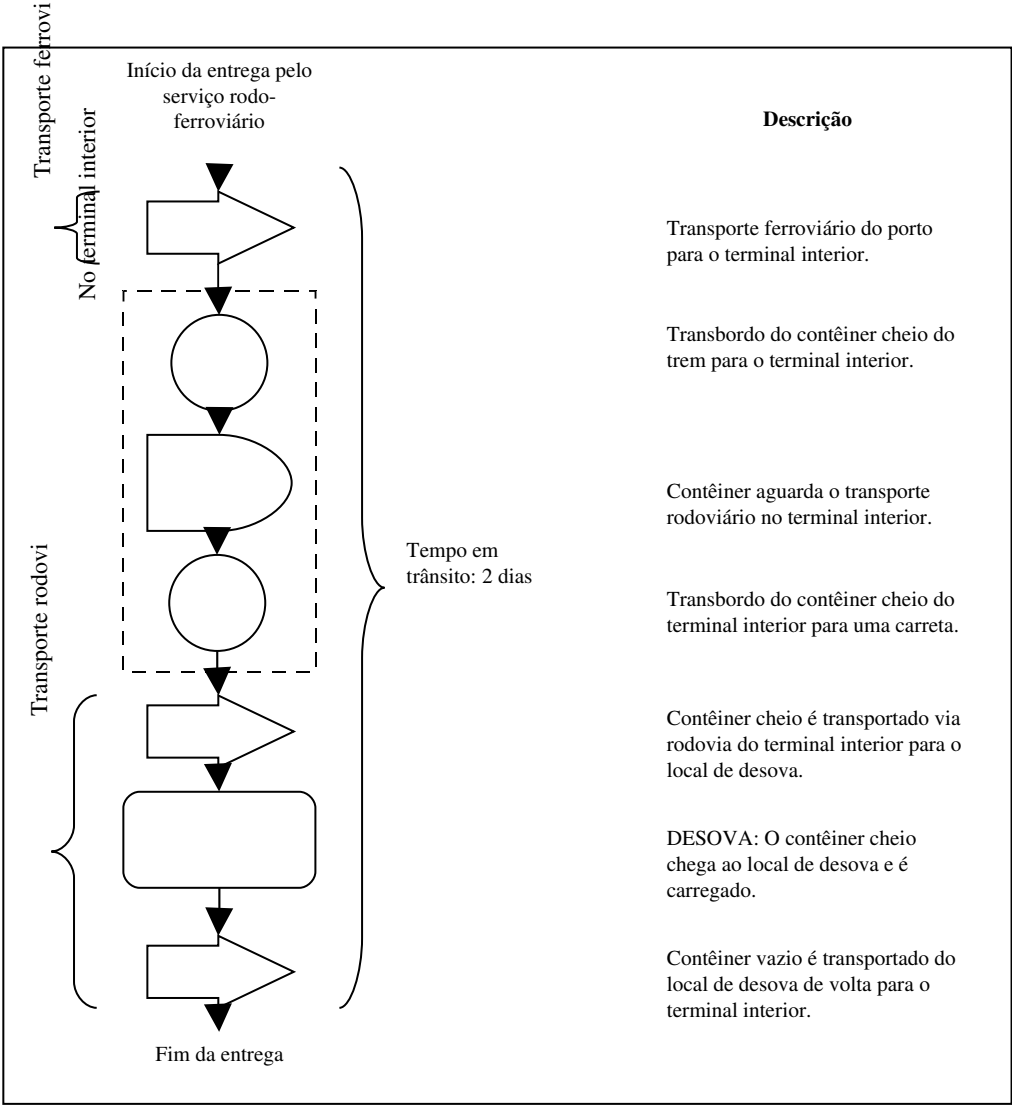 Transporte ferrovi
No terminal interior
Transporte rodovi
Início da entrega pelo
serviço rodo-
ferroviário
Tempo em
trânsito: 2 dias
Fim da entrega
Descrição
Transporte ferroviário do porto
para o terminal interior.
Transbordo do contêiner cheio do
trem para o terminal interior.
Contêiner aguarda o transporte
rodoviário no terminal interior.
Transbordo do contêiner cheio do
terminal interior para uma carreta.
Contêiner cheio é transportado via
rodovia do terminal interior para o
local de desova.
DESOVA: O contêiner cheio
chega ao local de desova e é
carregado.
Contêiner vazio é transportado do
local de desova de volta para o
terminal interior.